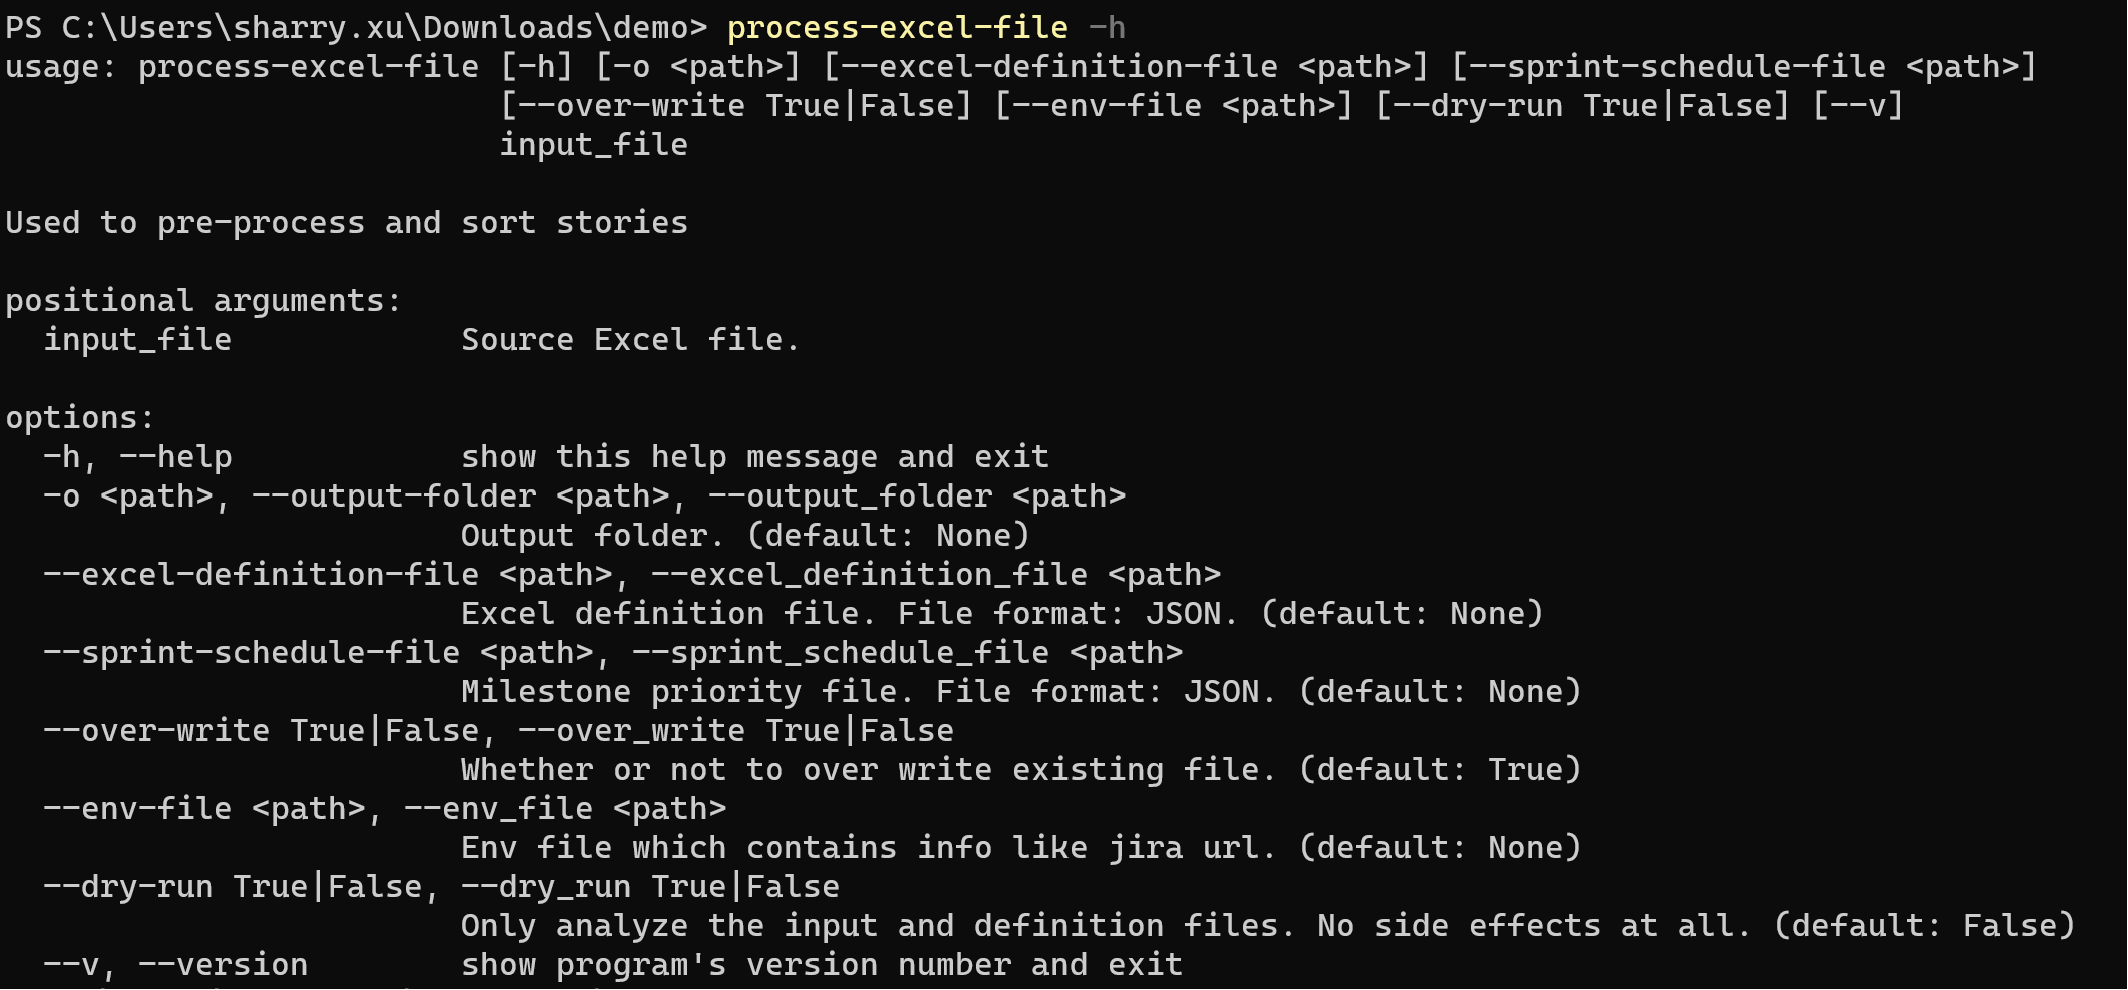 PS C:\Users\sharry.xu\Downloads\demo> process-excel-file -h
usage: process-excel-file [-h] [-o <path>] [--excel-definition-file <path>] [--sprint-schedule-file <path>]
                          [--over-write True|False] [--env-file <path>] [--dry-run True|False] [--v]
                          input_file

Used to pre-process and sort stories

positional arguments:
  input_file            Source Excel file.

options:
  -h, --help            show this help message and exit
  -o <path>, --output-folder <path>, --output_folder <path>
                        Output folder. (default: None)
  --excel-definition-file <path>, --excel_definition_file <path>
                        Excel definition file. File format: JSON. (default: None)
  --sprint-schedule-file <path>, --sprint_schedule_file <path>
                        Milestone priority file. File format: JSON. (default: None)
  --over-write True|False, --over_write True|False
                        Whether or not to over write existing file. (default: True)
  --env-file <path>, --env_file <path>
                        Env file which contains info like jira url. (default: None)
  --dry-run True|False, --dry_run True|False
                        Only analyze the input and definition files. No side effects at all. (default: False)
  --v, --version        show program's version number and exit